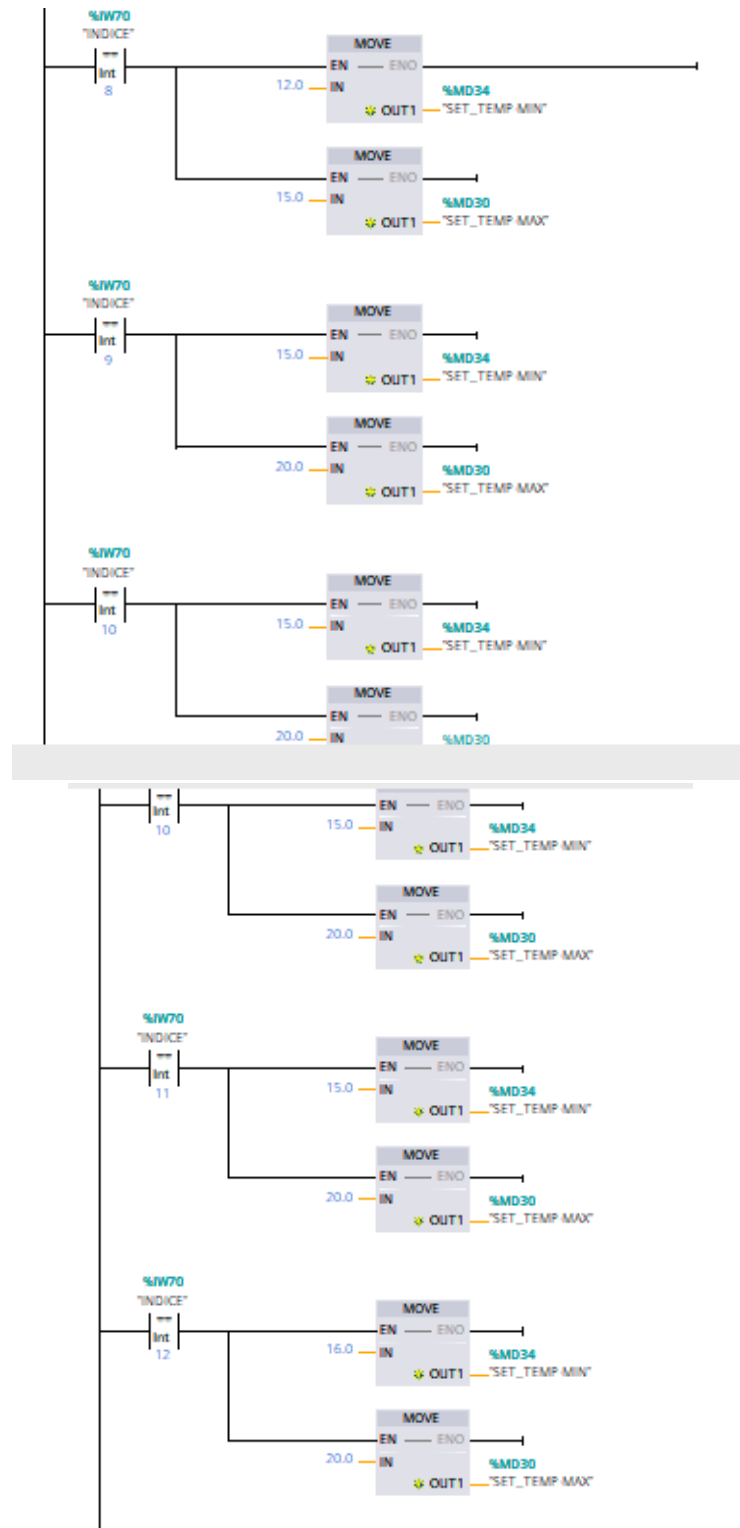 %IW70
"INDICE"
==
Int
8
MOVE
EN ENO
12.0 IN
%MD34
OUT1 "SET_TEMP-MIN"
MOVE
EN ENO
15.0 IN
%MD30
OUT1 "SET_TEMP-MAX"
%IW70
"INDICE"
==
Int
9
MOVE
EN ENO
15.0 IN
%MD34
OUT1 "SET_TEMP-MIN"
MOVE
EN ENO
20.0 IN
%MD30
OUT1 "SET_TEMP-MAX"
%IW70
"INDICE"
==
Int
10
MOVE
EN ENO
15.0 IN
%MD34
OUT1 "SET_TEMP-MIN"
MOVE
EN ENO
20.0 IN
%MD30
==
Int
10
EN ENO
15.0 IN
%MD34
OUT1 "SET_TEMP-MIN"
MOVE
EN ENO
20.0 IN
%MD30
OUT1 "SET_TEMP-MAX"
%IW70
"INDICE"
==
Int
11
MOVE
EN ENO
15.0 IN
%MD34
OUT1 "SET_TEMP-MIN"
MOVE
EN ENO
20.0 IN
%MD30
OUT1 "SET_TEMP-MAX"
%IW70
"INDICE"
==
Int
12
MOVE
EN ENO
16.0 IN
%MD34
OUT1 "SET_TEMP-MIN"
MOVE
EN ENO
20.0 IN
%MD30
OUT1 "SET_TEMP-MAX"